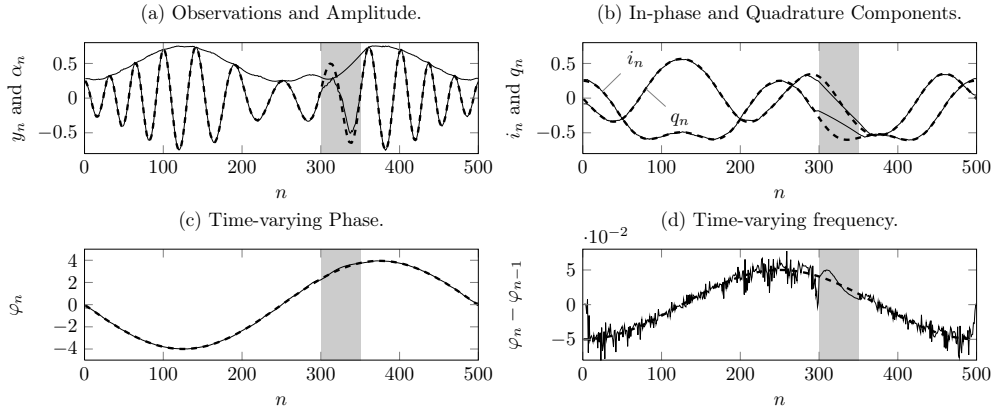 (a) Observations and Amplitude.
0.5
0
−0.5
y_n and α_n
0 100 200 300 400 500
n
(b) In-phase and Quadrature Components.
0.5
0
−0.5
i_n and q_n
i_n
q_n
0 100 200 300 400 500
n
(c) Time-varying Phase.
4
2
0
−2
−4
φ_n
0 100 200 300 400 500
n
(d) Time-varying frequency.
·10⁻²
5
0
−5
φ_n − φ_{n−1}
0 100 200 300 400 500
n